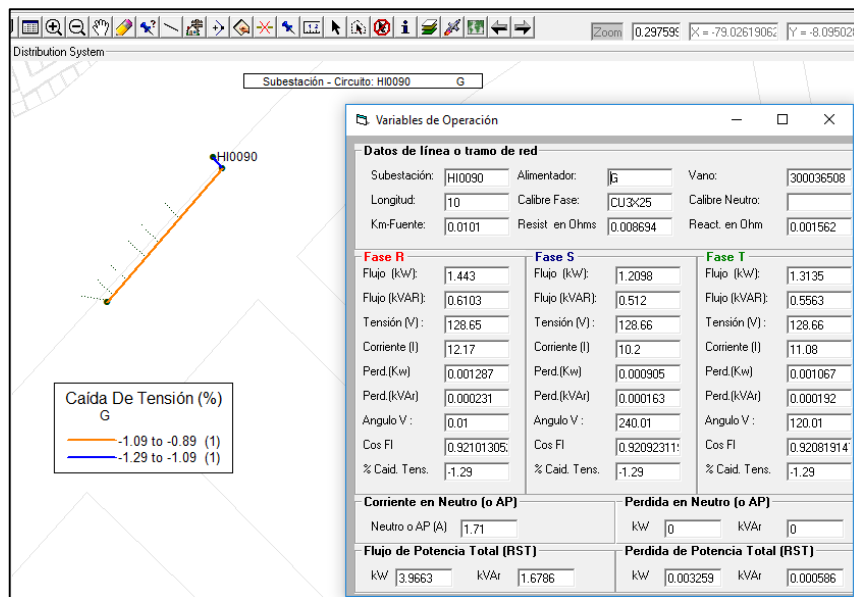 Zoom 0.297599 X = -79.02619062 Y = -8.095028
Distribution System
Subestación - Circuito: HI0090 G
HI0090
Caída De Tensión (%)
G
-1.09 to -0.89 (1)
-1.29 to -1.09 (1)
Variables de Operación
Datos de línea o tramo de red
Subestación: HI0090 Alimentador: G Vano: 300036508
Longitud: 10 Calibre Fase: CU3X25 Calibre Neutro:
Km-Fuente: 0.0101 Resist en Ohms 0.008694 React. en Ohm 0.001562
Fase R Fase S Fase T
Flujo (kW): 1.443 Flujo (kW): 1.2098 Flujo (kW): 1.3135
Flujo (kVAR): 0.6103 Flujo (kVAR): 0.512 Flujo (kVAR): 0.5563
Tensión (V) : 128.65 Tensión (V) : 128.66 Tensión (V) : 128.66
Corriente (I) 12.17 Corriente (I) 10.2 Corriente (I) 11.08
Perd.(Kw) 0.001287 Perd.(Kw) 0.000905 Perd.(Kw) 0.001067
Perd.(kVAr) 0.000231 Perd.(kVAr) 0.000163 Perd.(kVAr) 0.000192
Angulo V : 0.01 Angulo V : 240.01 Angulo V : 120.01
Cos FI 0.92101305 Cos FI 0.92092311 Cos FI 0.92081914
% Caid. Tens. -1.29 % Caid. Tens. -1.29 % Caid. Tens. -1.29
Corriente en Neutro (o AP) Perdida en Neutro (o AP)
Neutro o AP (A) 1.71 kW 0 kVAr 0
Flujo de Potencia Total (RST) Perdida de Potencia Total (RST)
kW 3.9663 kVAr 1.6786 kW 0.003259 kVAr 0.000586